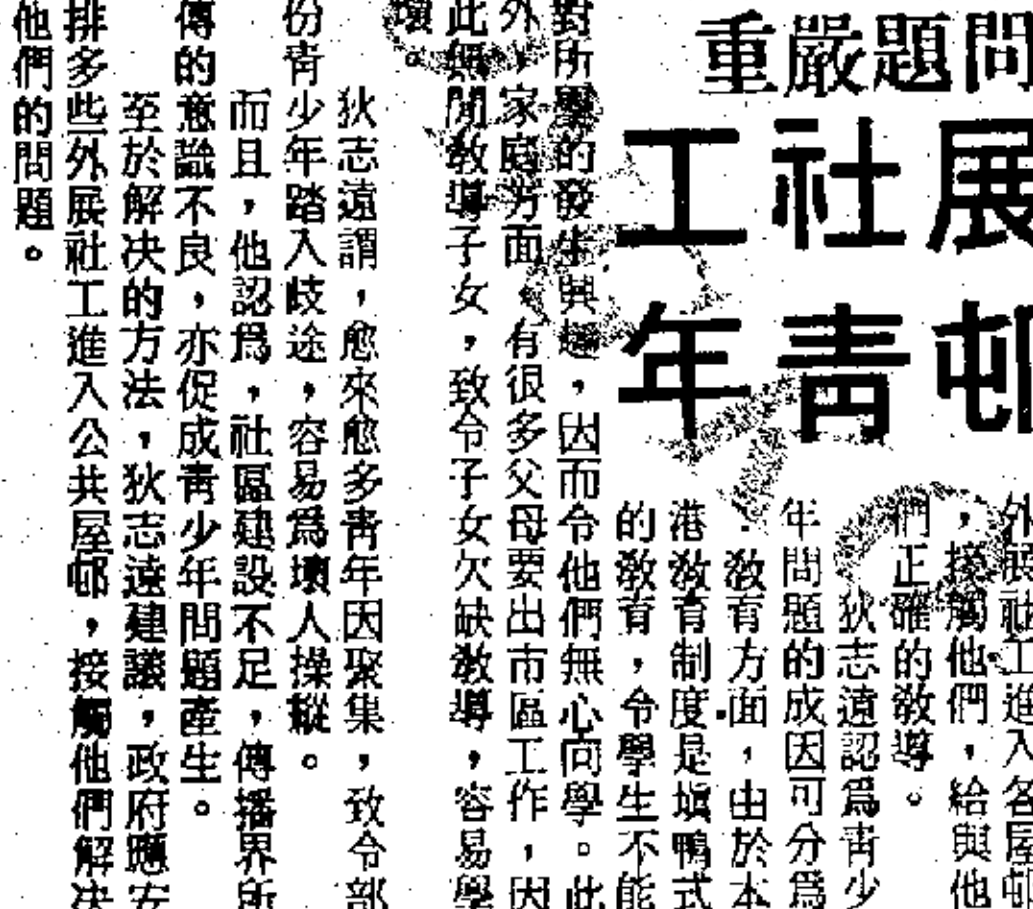 問題嚴重
展社工
邨青年
外展社工進入各屋邨
，接觸他們，給與他
們正確的教導。
狄志遠認爲青少
年問題的成因可分爲
教育方面，由於本
港教育制度是塡鴨式
的教育，令學生不能
對所學的發生興趣，因而令他們無心向學。此
外，家庭方面，有很多父母要出市區工作，因
此無閒教導子女，致令子女欠缺教導，容易學
壞。
狄志遠謂，愈來愈多靑年因聚集，致令部
份靑少年踏入歧途，容易爲壞人操縱。
而且，他認爲，社區建設不足，傳播界所
傳的意識不良，亦促成靑少年問題產生。
至於解决的方法，狄志遠建議，政府應安
排多些外展社工進入公共屋邨，接觸他們解决
他們的問題。